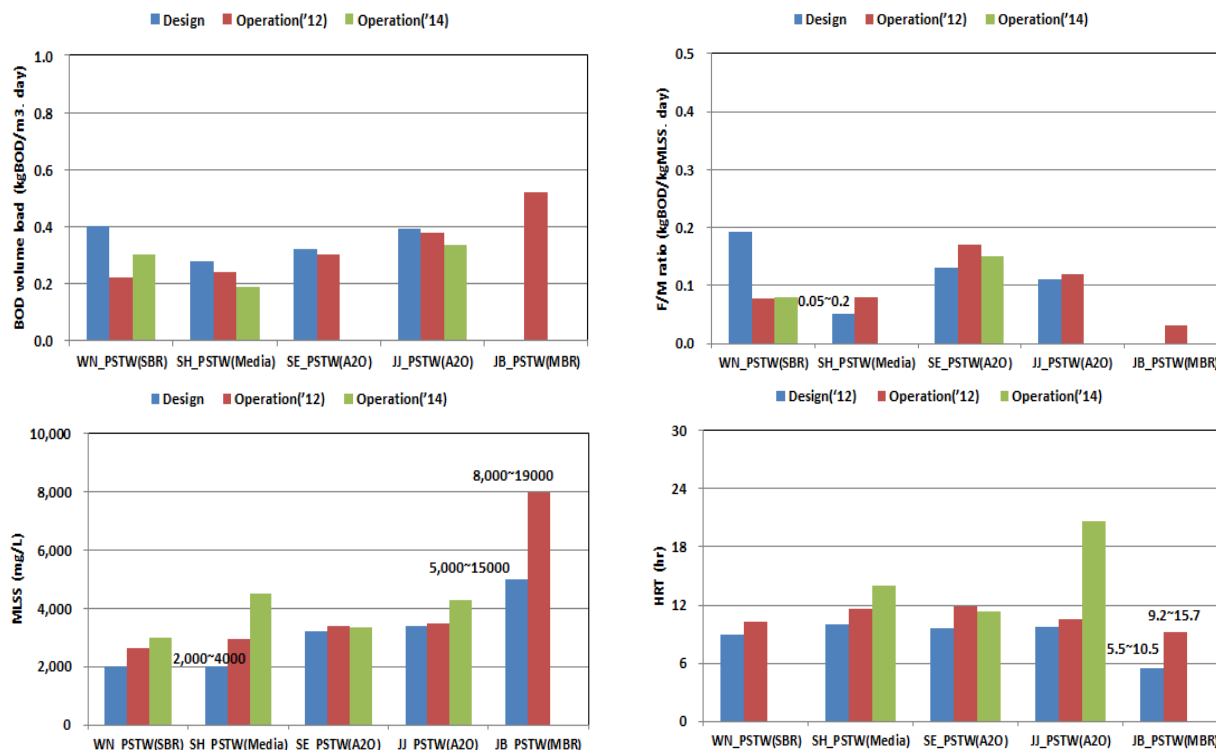 Design Operation('12) Operation('14)
BOD volume load (kgBOD/m3. day)
1.0
0.8
0.6
0.4
0.2
0.0
WN_PSTW(SBR) SH_PSTW(Media) SE_PSTW(A2O) JJ_PSTW(A2O) JB_PSTW(MBR)
Design Operation('12) Operation('14)
F/M ratio (kgBOD/kgMLSS. day)
0.5
0.4
0.3
0.2
0.1
0.0
0.05~0.2
WN_PSTW(SBR) SH_PSTW(Media) SE_PSTW(A2O) JJ_PSTW(A2O) JB_PSTW(MBR)
Design Operation('12) Operation('14)
MLSS (mg/L)
10,000
8,000
6,000
4,000
2,000
0
8,000~19000
5,000~15000
2,000~4000
WN_PSTW(SBR) SH_PSTW(Media) SE_PSTW(A2O) JJ_PSTW(A2O) JB_PSTW(MBR)
Design('12) Operation('12) Operation('14)
HRT (hr)
30
24
18
12
6
0
9.2~15.7
5.5~10.5
WN_PSTW(SBR) SH_PSTW(Media) SE_PSTW(A2O) JJ_PSTW(A2O) JB_PSTW(MBR)